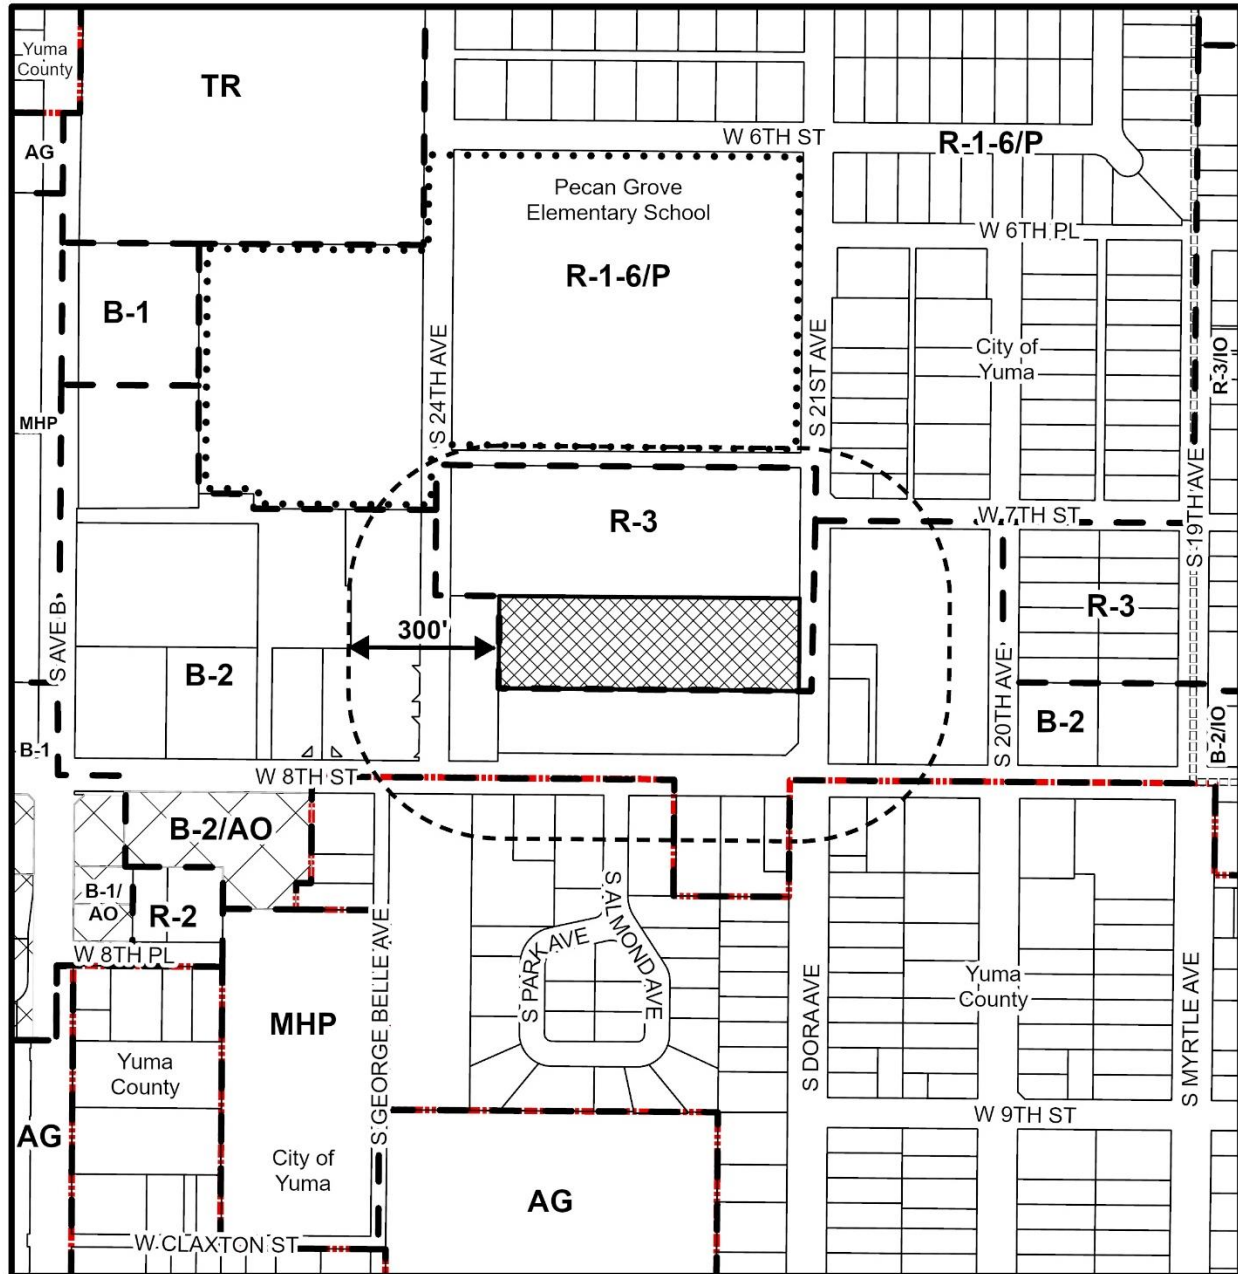 Yuma
County
TR
W 6TH ST
R-1-6/P
AG
Pecan Grove
Elementary School
W 6TH PL
R-1-6/P
B-1
S 24TH AVE
S 21ST AVE
City of
Yuma
R-3/IO
MHP
S 19TH AVE
R-3
W 7TH ST
S AVE B
300'
R-3
B-2
S 20TH AVE
B-2
B-2/IO
B-1
W 8TH ST
B-2/AO
B-1/
AO
R-2
S ALMOND AVE
W 8TH PL
S PARK AVE
S GEORGE BELLE AVE
S DORA AVE
Yuma
County
S MYRTLE AVE
MHP
Yuma
County
W 9TH ST
AG
City of
Yuma
AG
W CLAXTON ST